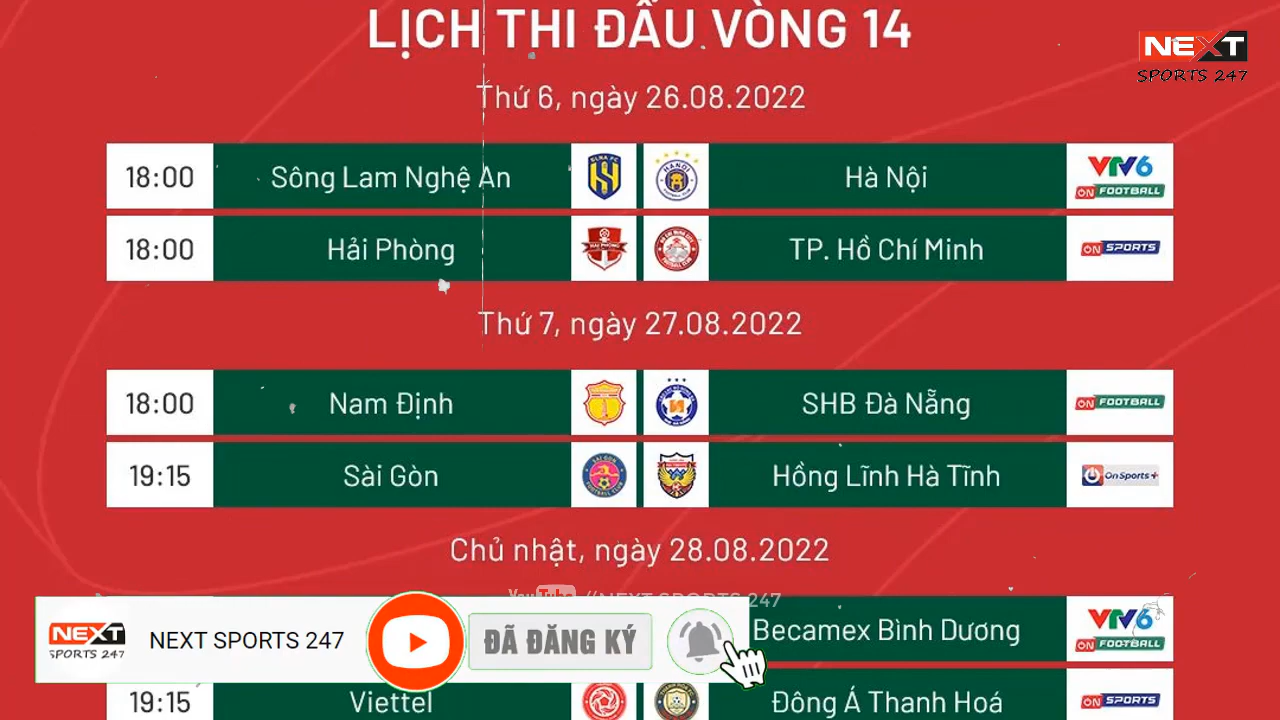 LỊCH THI ĐẤU VÒNG 14
NEXT
SPORTS 247
Thứ 6, ngày 26.08.2022
18:00 Sông Lam Nghệ An Hà Nội VTV6 ON FOOTBALL
18:00 Hải Phòng TP. Hồ Chí Minh ON SPORTS
Thứ 7, ngày 27.08.2022
18:00 Nam Định SHB Đà Nẵng ON FOOTBALL
19:15 Sài Gòn Hồng Lĩnh Hà Tĩnh OnSports+
Chủ nhật, ngày 28.08.2022
YouTube //NEXT SPORTS 247
NEXT SPORTS 247 NEXT SPORTS 247 ĐÃ ĐĂNG KÝ Becamex Bình Dương VTV6 ON FOOTBALL
19:15 Viettel Đông Á Thanh Hoá ON SPORTS